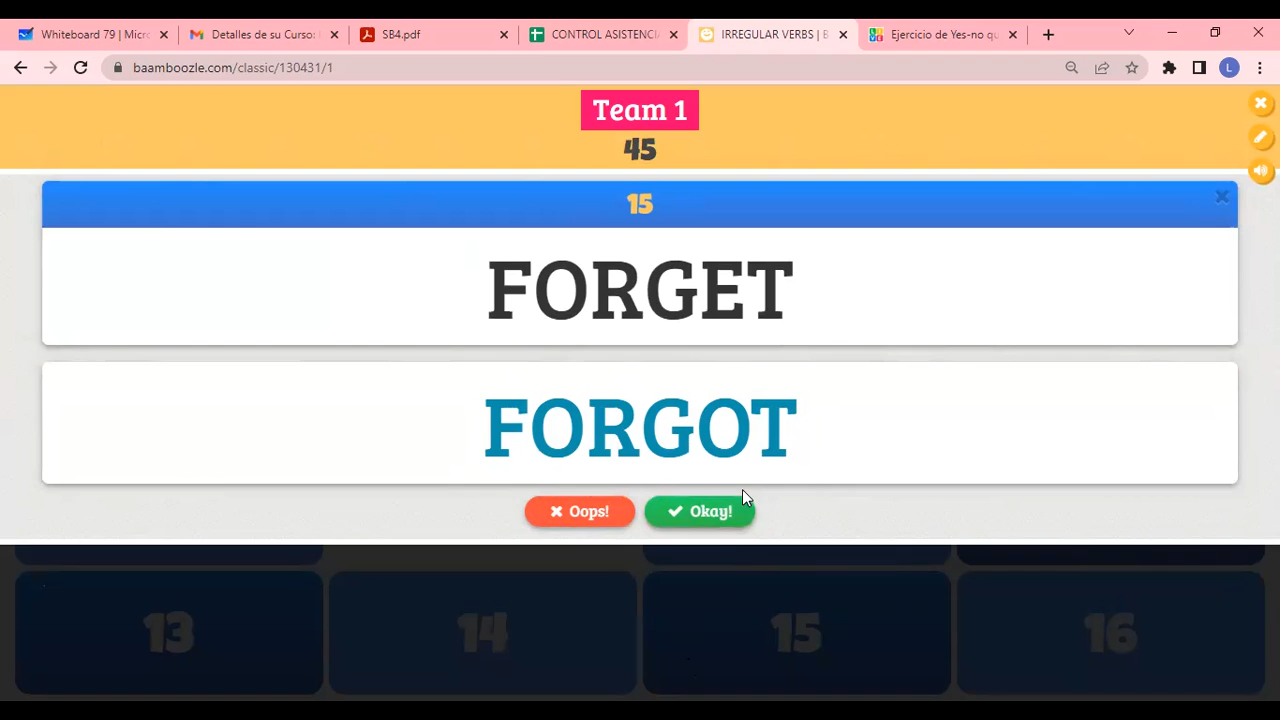 Whiteboard 79 | Micr
Detalles de su Curso:
SB4.pdf
CONTROL ASISTENCIA
IRREGULAR VERBS | B
Ejercicio de Yes-no qu
baamboozle.com/classic/130431/1
L
Team 1
45
15
FORGET
FORGOT
Oops!
Okay!
13
14
15
16